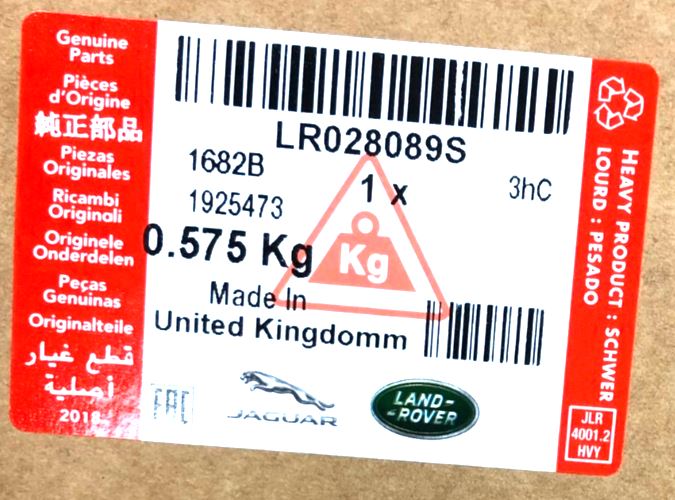 Genuine
Parts
Pièces
d'Origine
純正部品
Piezas
Originales
Ricambi
Originali
Originele
Onderdelen
Peças
Genuinas
Originalteile
قطع غيار
أصلية
2018
LR028089S
1682B
1 x
3hC
1925473
0.575 Kg
Kg
Made In
United Kingdomm
EAC
JAGUAR
LAND-
-ROVER
HEAVY PRODUCT : SCHWER
LOURD : PESADO
JLR
4001.2
HVY